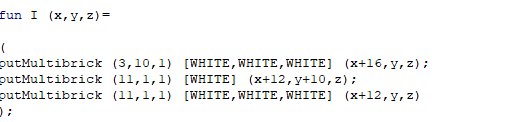 fun I (x,y,z)=
(
putMultibrick (3,10,1) [WHITE,WHITE,WHITE] (x+16,y,z);
putMultibrick (11,1,1) [WHITE] (x+12,y+10,z);
putMultibrick (11,1,1) [WHITE,WHITE,WHITE] (x+12,y,z)
);